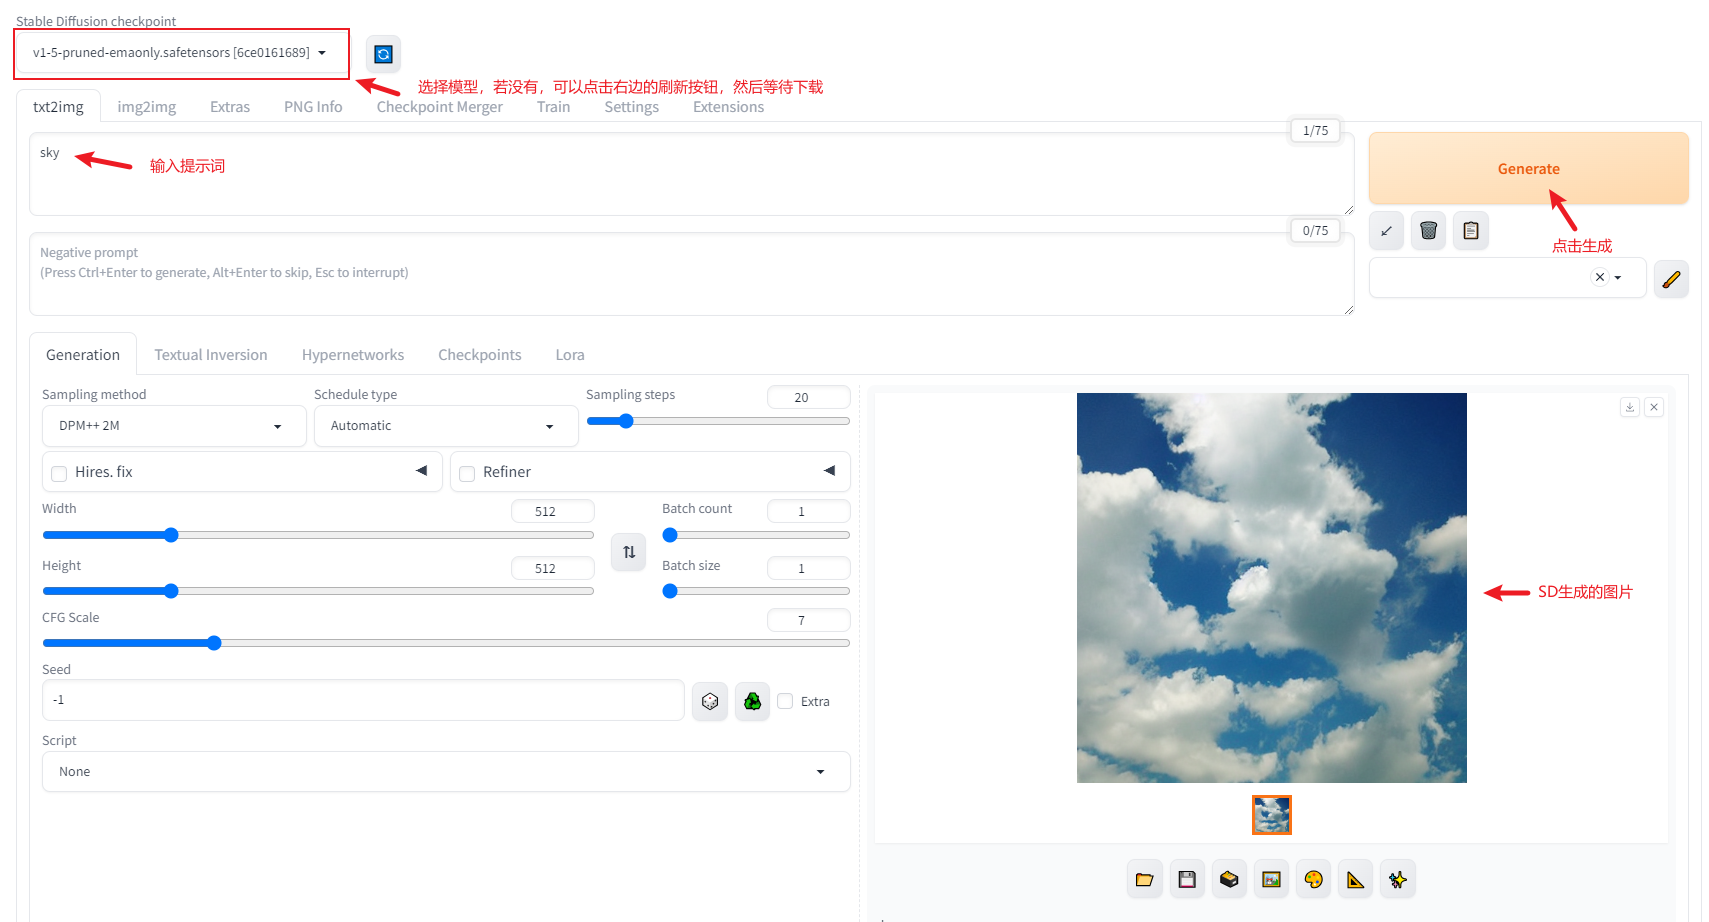 Stable Diffusion checkpoint
v1-5-pruned-emaonly.safetensors [6ce0161689]
选择模型，若没有，可以点击右边的刷新按钮，然后等待下载
txt2img img2img Extras PNG Info Checkpoint Merger Train Settings Extensions
1/75
sky
输入提示词
Generate
点击生成
0/75
Negative prompt
(Press Ctrl+Enter to generate, Alt+Enter to skip, Esc to interrupt)
Generation Textual Inversion Hypernetworks Checkpoints Lora
Sampling method Schedule type Sampling steps 20
DPM++ 2M Automatic
Hires. fix Refiner
Width 512 Batch count 1
Height 512 Batch size 1
CFG Scale 7
SD生成的图片
Seed
-1 Extra
Script
None